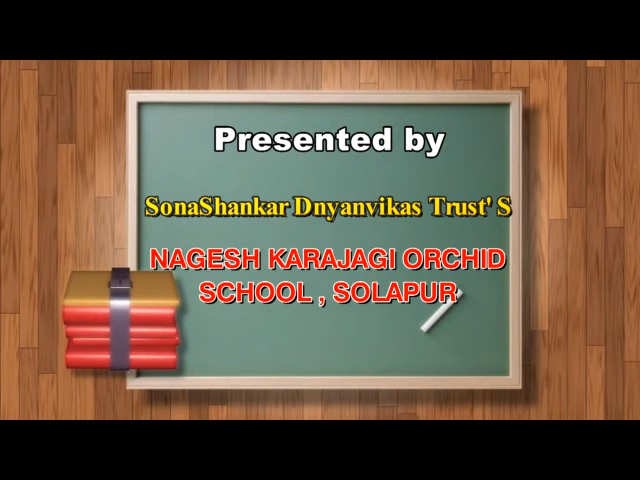 Presented by
SonaShankar Dnyanvikas Trust' S
NAGESH KARAJAGI ORCHID
SCHOOL , SOLAPUR